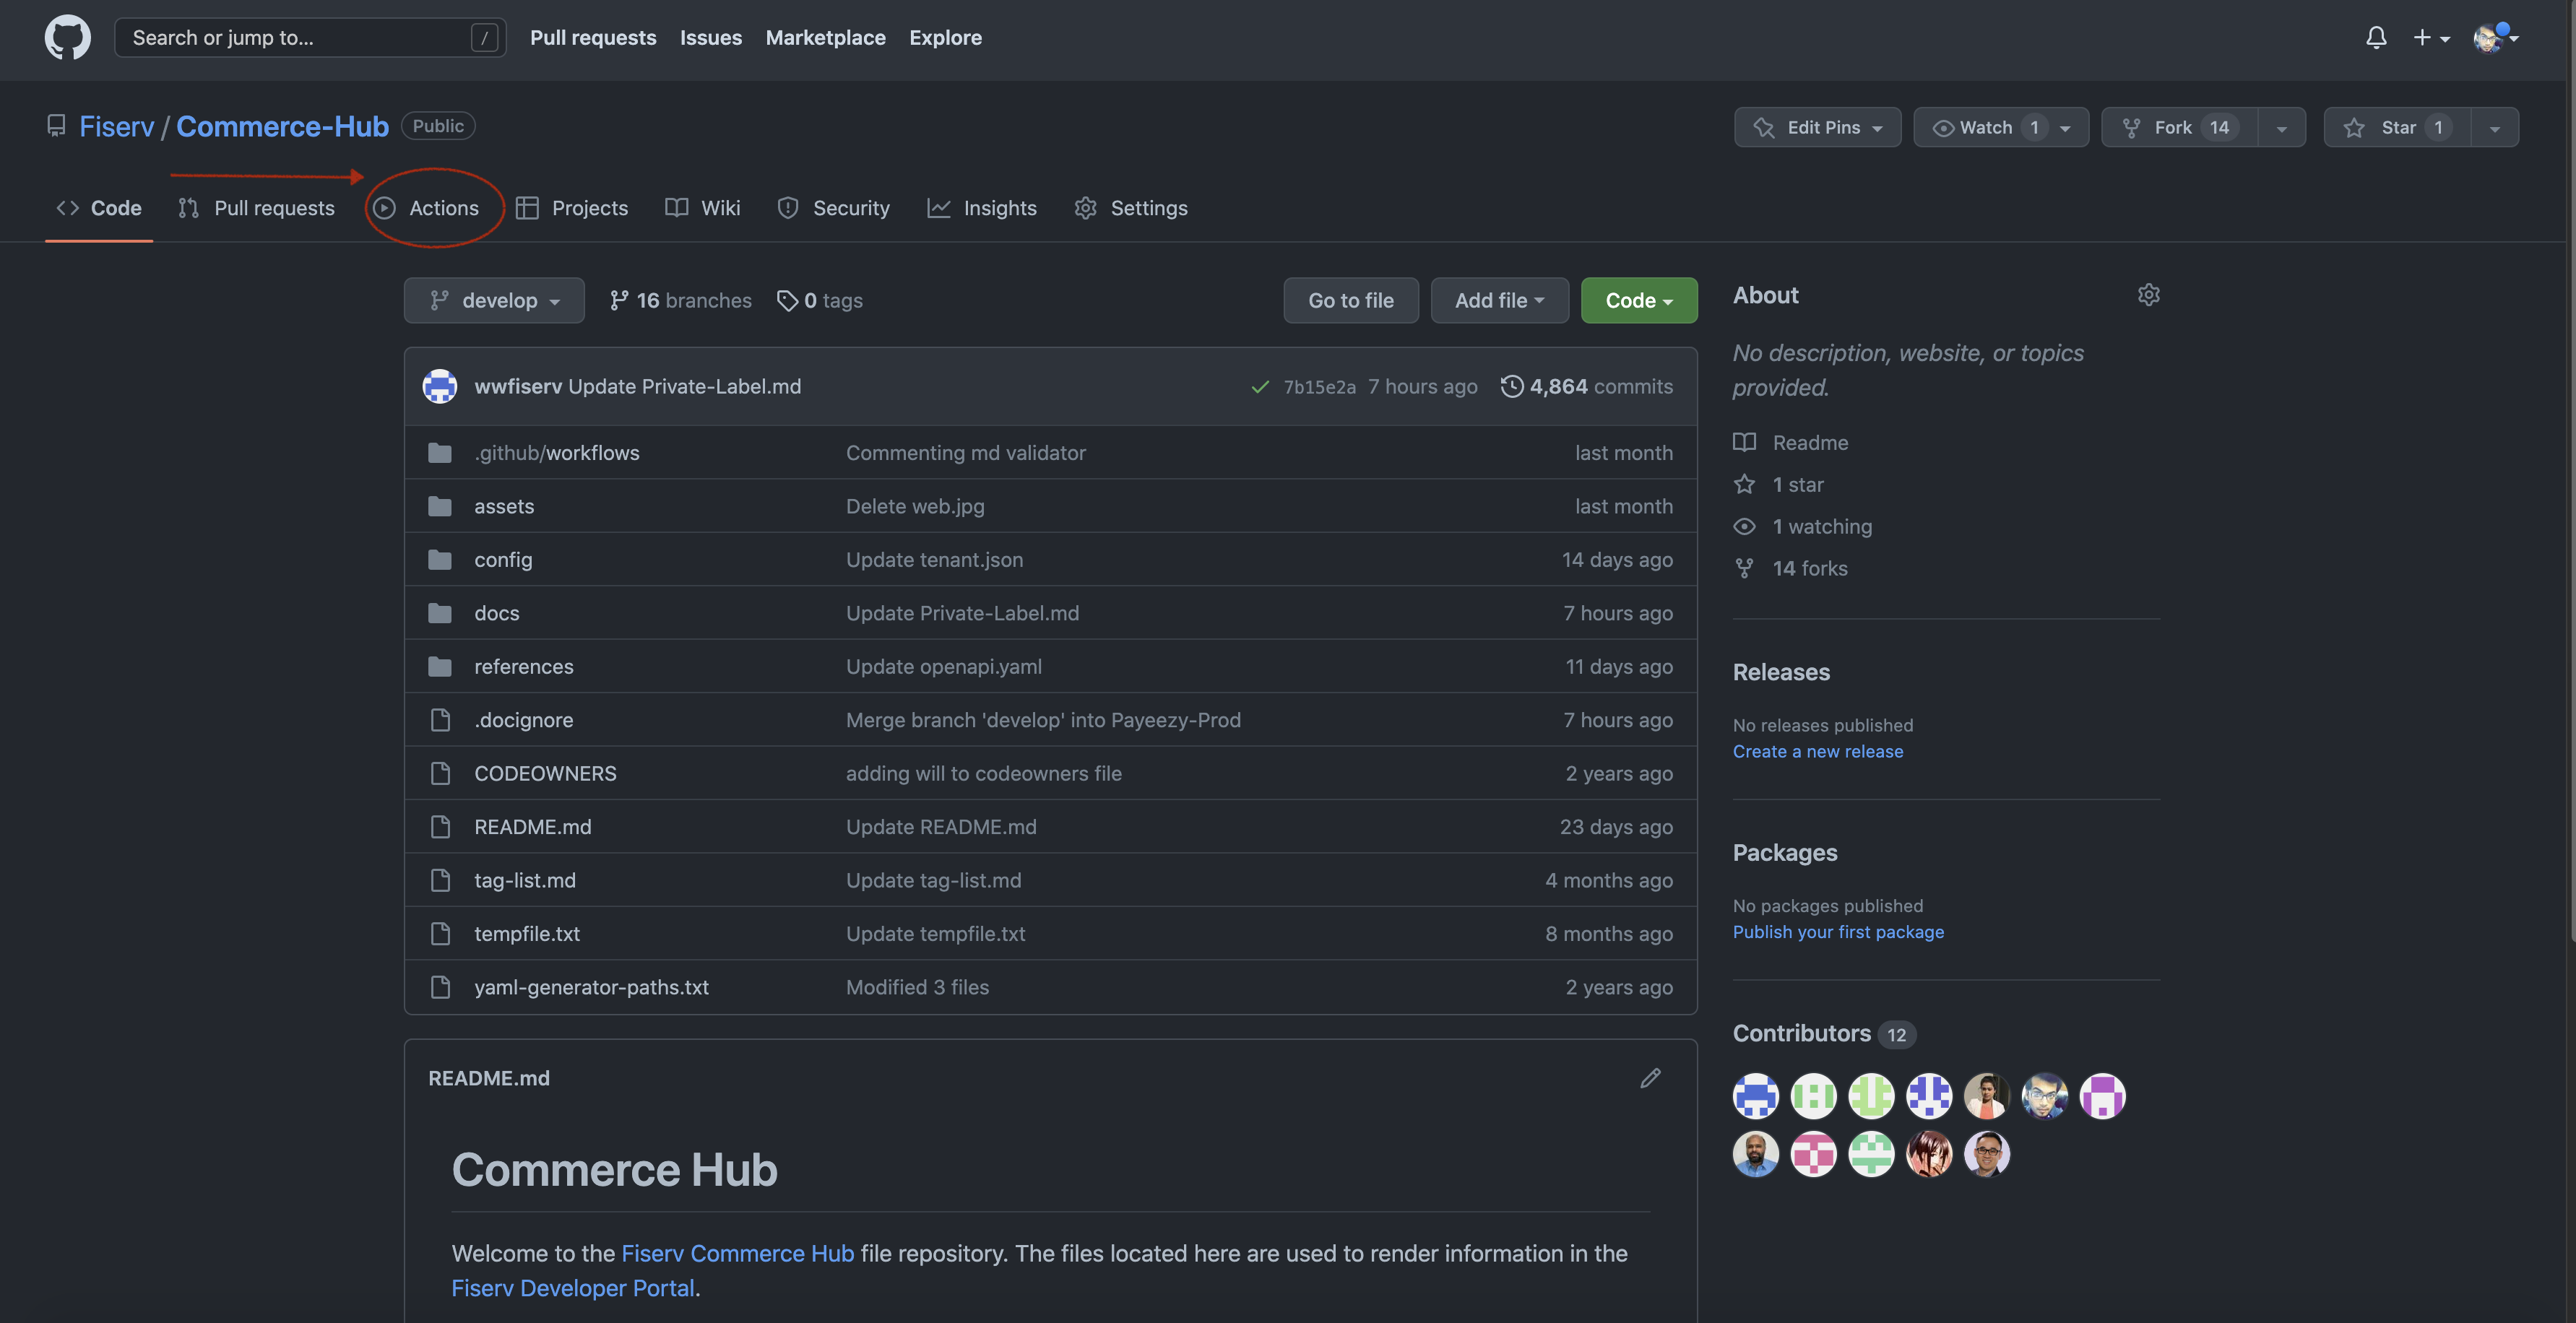 Search or jump to... /
Pull requests Issues Marketplace Explore
Fiserv / Commerce-Hub Public
Edit Pins Watch 1 Fork 14 Star 1
Code Pull requests Actions Projects Wiki Security Insights Settings
develop 16 branches 0 tags Go to file Add file Code
wwfiserv Update Private-Label.md 7b15e2a 7 hours ago 4,864 commits
.github/workflows Commenting md validator last month
assets Delete web.jpg last month
config Update tenant.json 14 days ago
docs Update Private-Label.md 7 hours ago
references Update openapi.yaml 11 days ago
.docignore Merge branch 'develop' into Payeezy-Prod 7 hours ago
CODEOWNERS adding will to codeowners file 2 years ago
README.md Update README.md 23 days ago
tag-list.md Update tag-list.md 4 months ago
tempfile.txt Update tempfile.txt 8 months ago
yaml-generator-paths.txt Modified 3 files 2 years ago
README.md
Commerce Hub
Welcome to the Fiserv Commerce Hub file repository. The files located here are used to render information in the
Fiserv Developer Portal.
About
No description, website, or topics
provided.
Readme
1 star
1 watching
14 forks
Releases
No releases published
Create a new release
Packages
No packages published
Publish your first package
Contributors 12